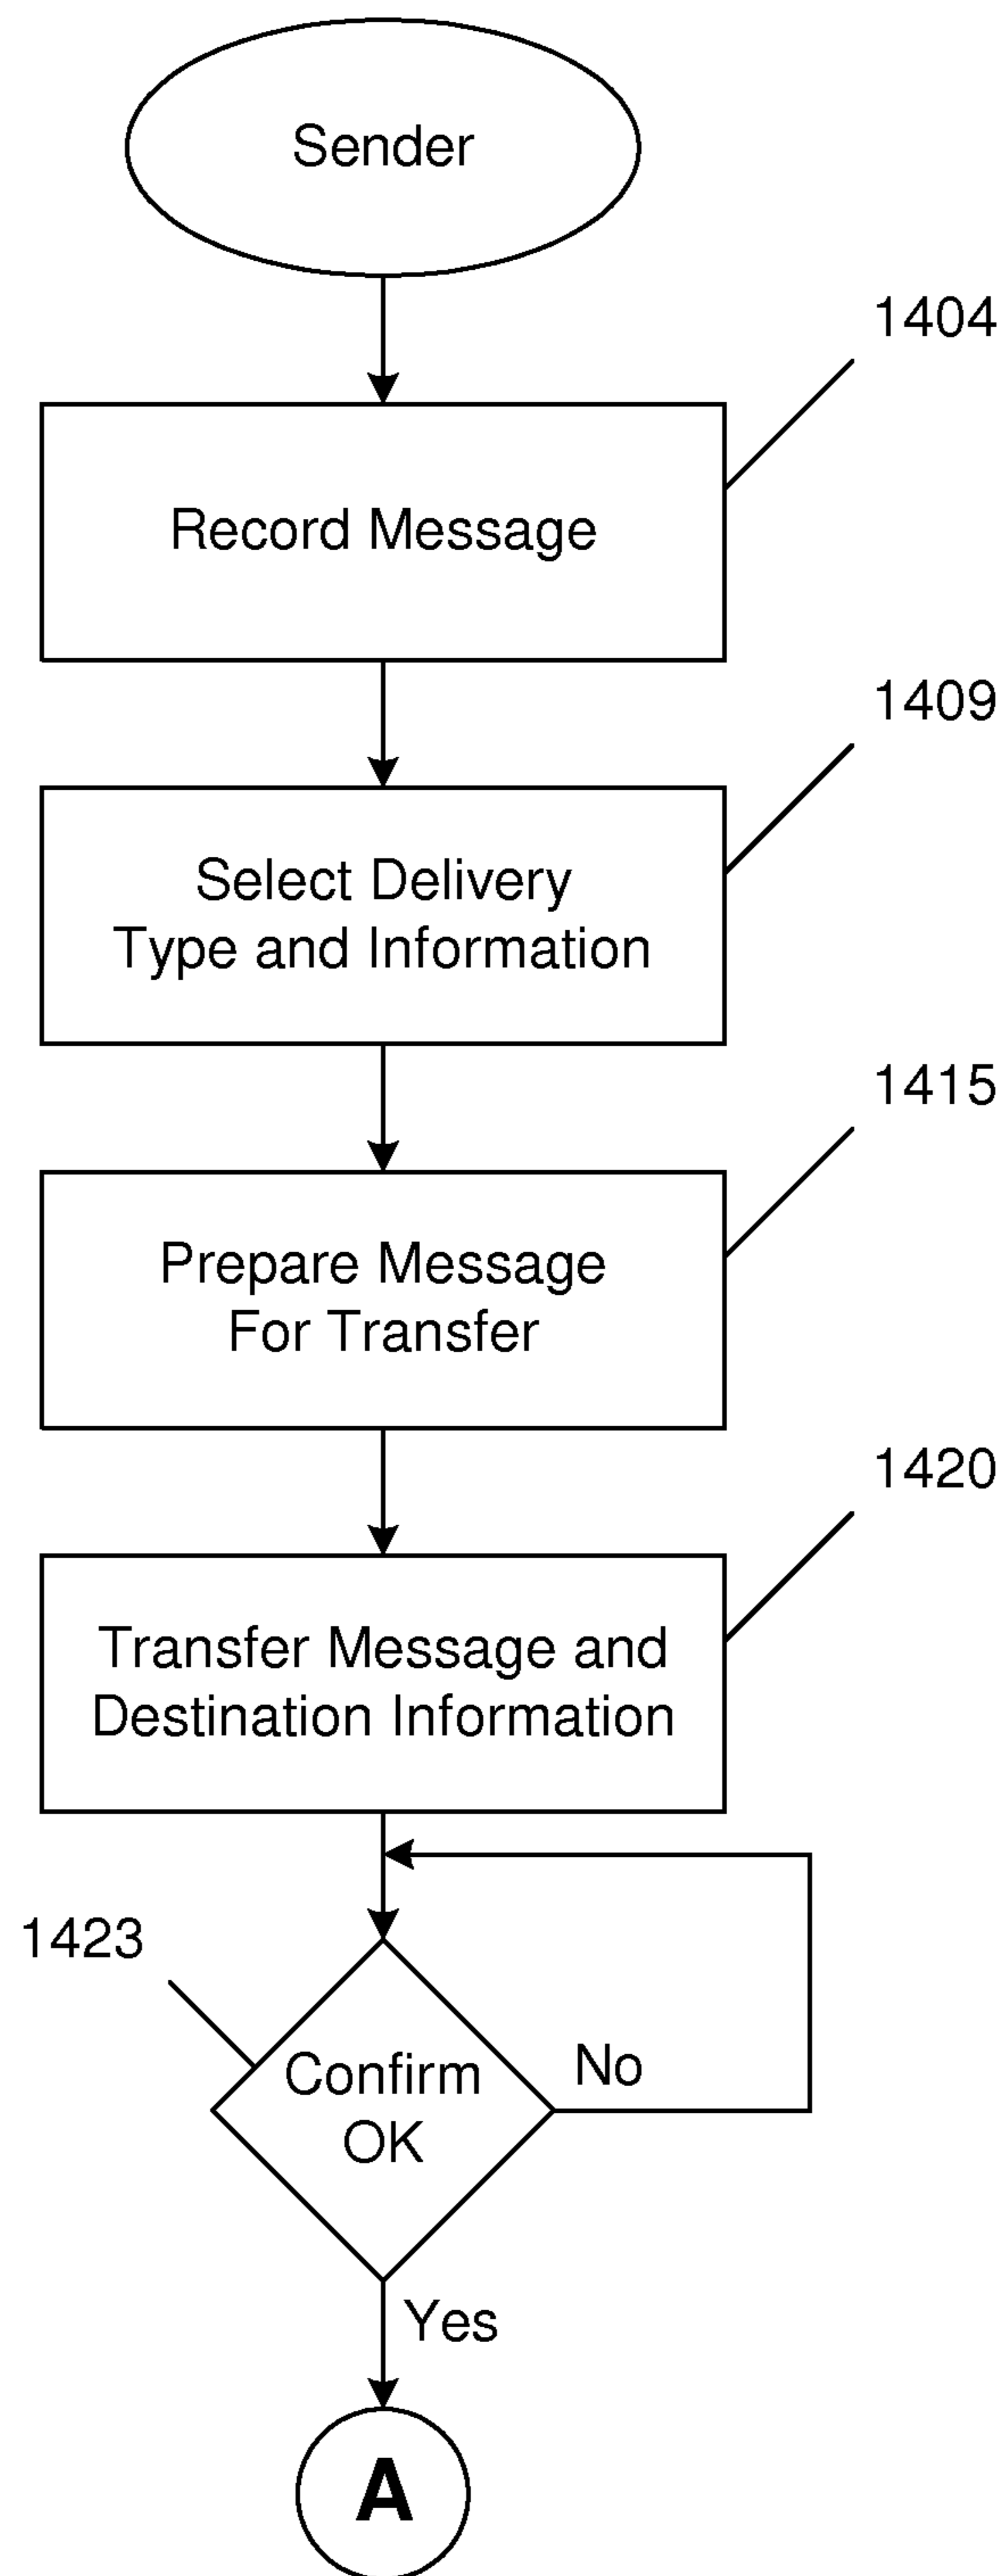 Sender
1404
Record Message
1409
Select Delivery
Type and Information
1415
Prepare Message
For Transfer
1420
Transfer Message and
Destination Information
1423
Confirm
OK
No
Yes
A